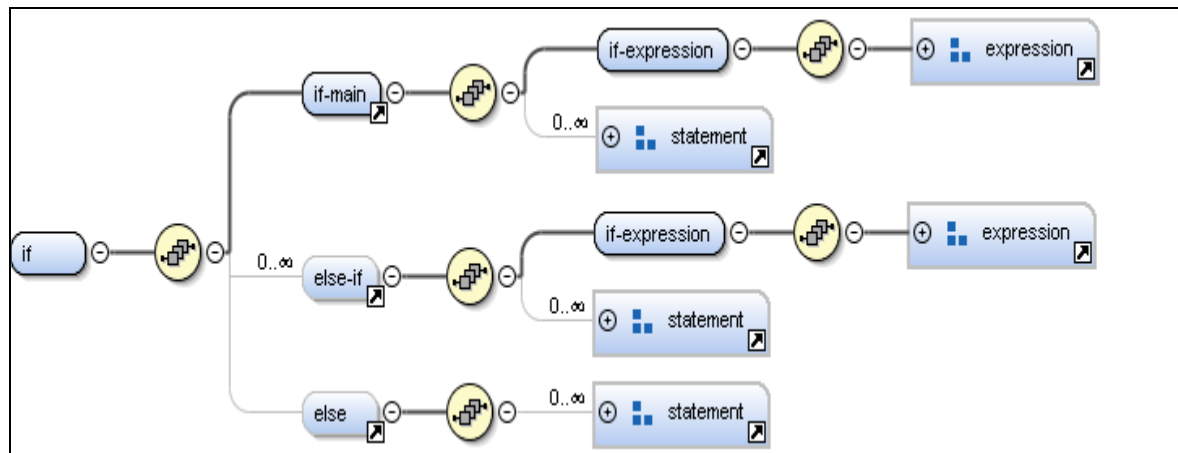 if-expression
expression
if-main
0..∞
statement
if
if-expression
expression
0..∞
else-if
0..∞
statement
else
0..∞
statement